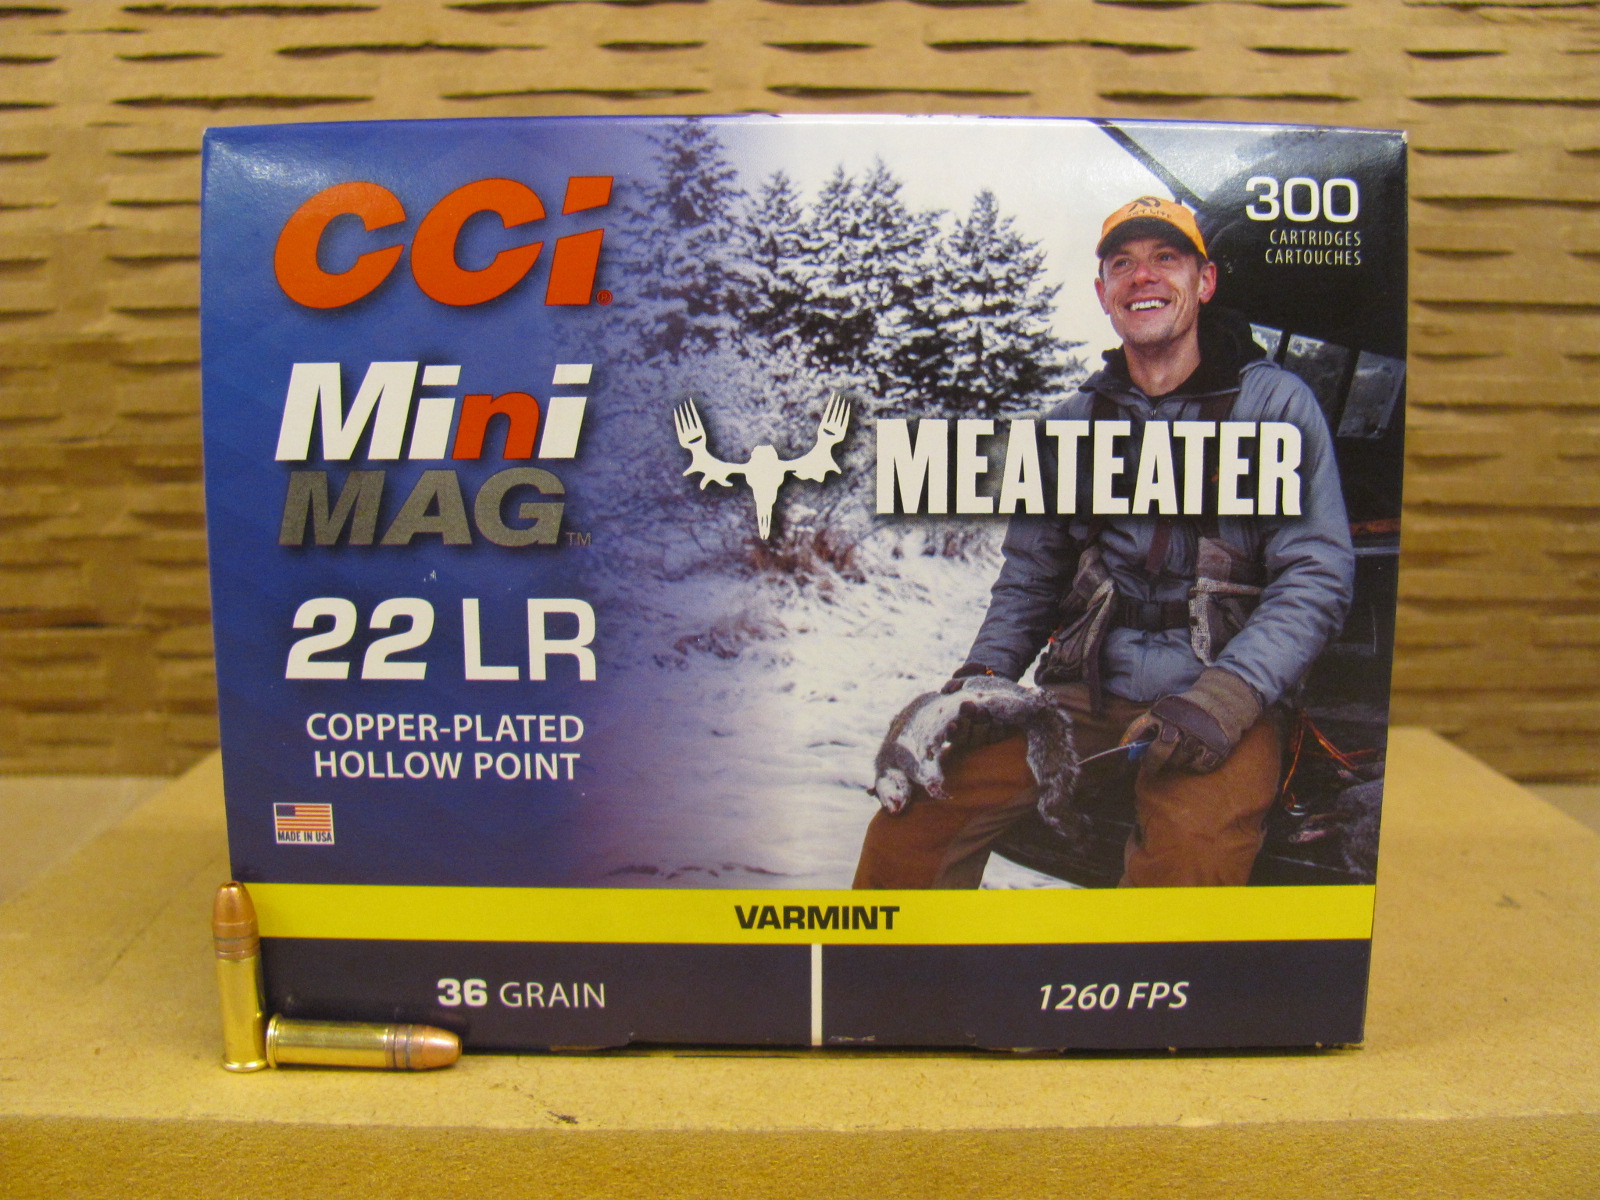 CCI®
Mini
MAG™
22 LR
COPPER-PLATED
HOLLOW POINT
MADE IN USA
MEATEATER
300
CARTRIDGES
CARTOUCHES
VARMINT
36 GRAIN
1260 FPS